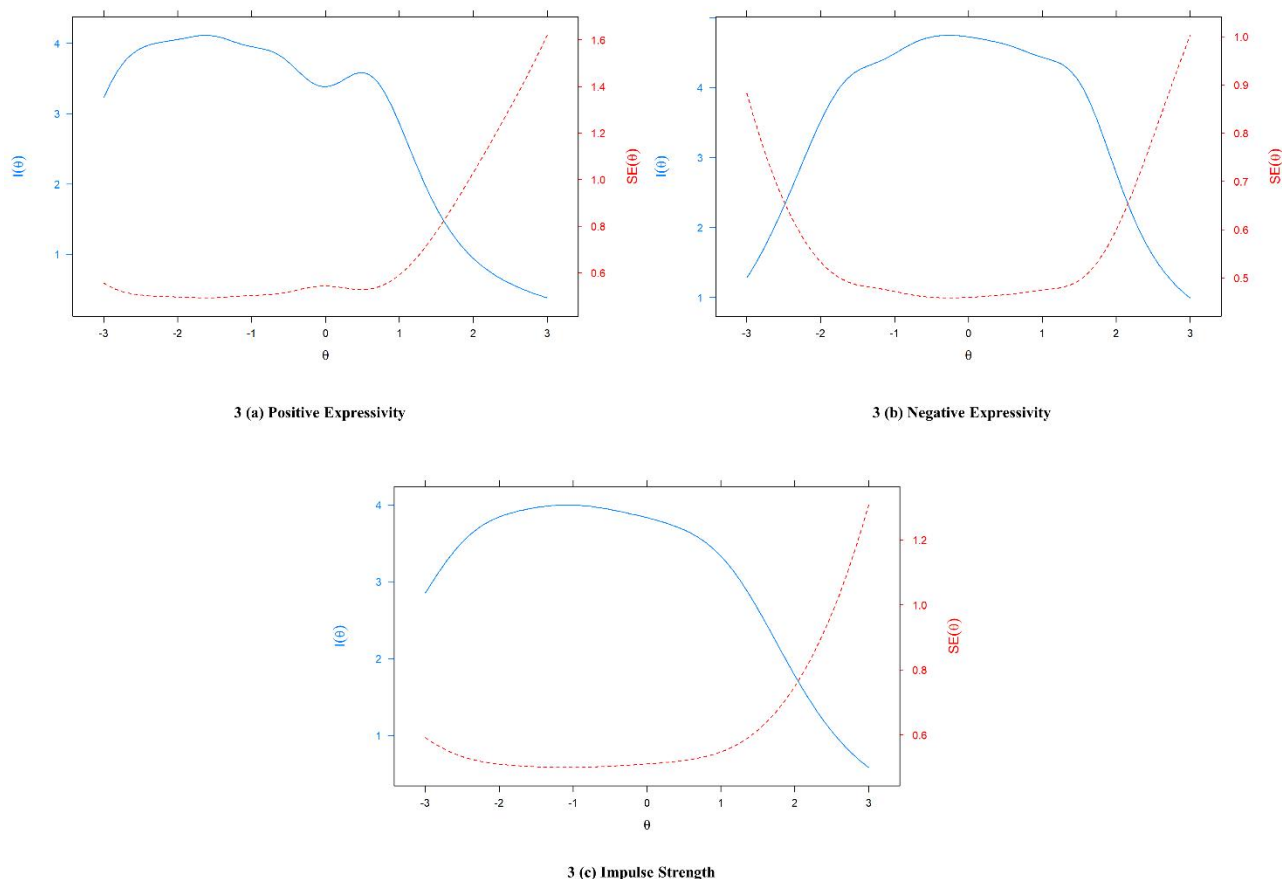 4
3
2
1
I(θ)
1.6
1.4
1.2
1.0
0.8
0.6
SE(θ)
-3 -2 -1 0 1 2 3
θ
3 (a) Positive Expressivity
4
3
2
1
I(θ)
1.0
0.9
0.8
0.7
0.6
0.5
SE(θ)
-3 -2 -1 0 1 2 3
θ
3 (b) Negative Expressivity
4
3
2
1
I(θ)
1.2
1.0
0.8
0.6
SE(θ)
-3 -2 -1 0 1 2 3
θ
3 (c) Impulse Strength